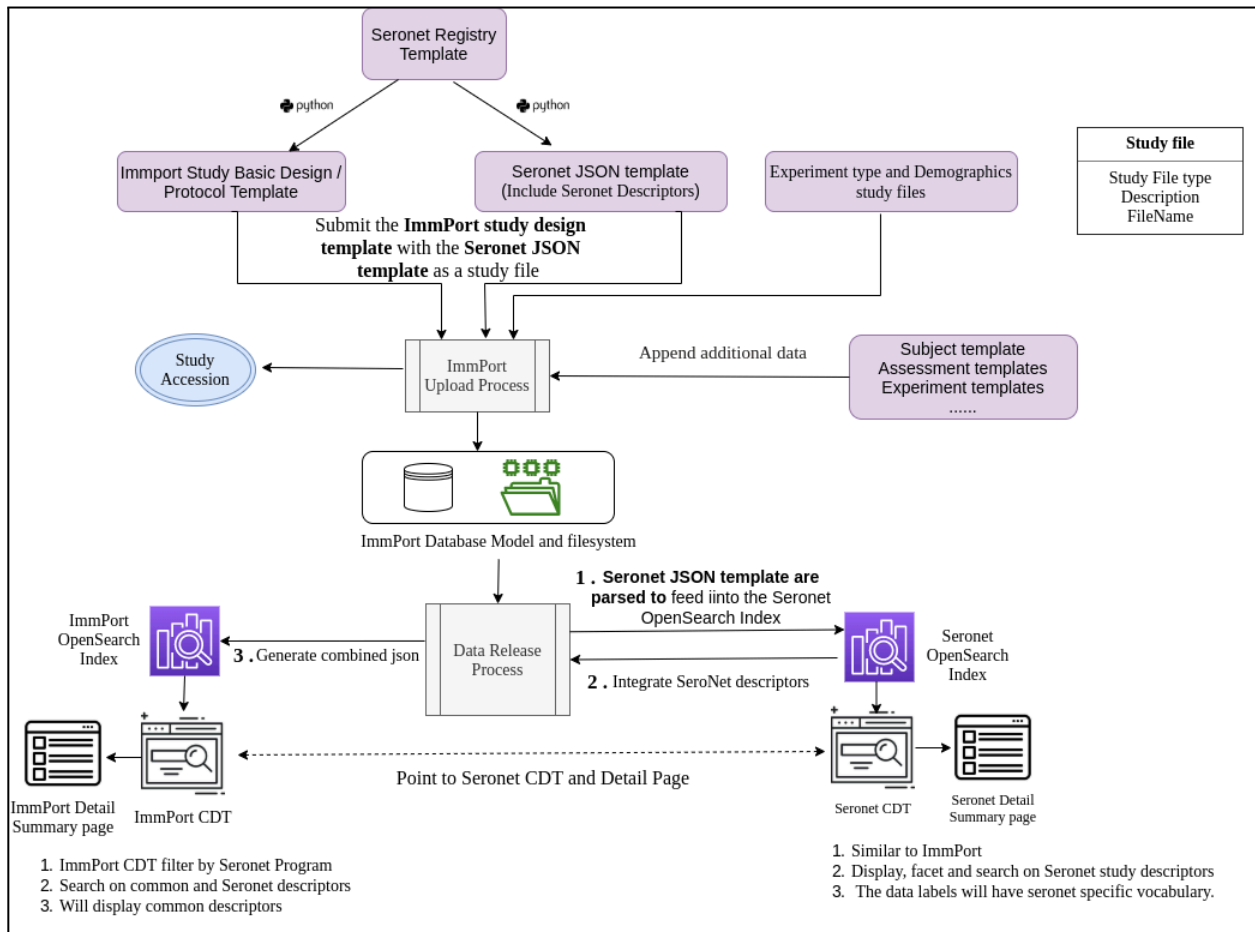 Seronet Registry
Template
python
python
Immport Study Basic Design /
Protocol Template
Seronet JSON template
(Include Seronet Descriptors)
Experiment type and Demographics
study files
Study file
Study File type
Description
FileName
Submit the ImmPort study design
template with the Seronet JSON
template as a study file
Study
Accession
ImmPort
Upload Process
Append additional data
Subject template
Assessment templates
Experiment templates
......
ImmPort Database Model and filesystem
1 . Seronet JSON template are
parsed to feed iinto the Seronet
OpenSearch Index
ImmPort
OpenSearch
Index
3 . Generate combined json
Data Release
Process
2 . Integrate SeroNet descriptors
Seronet
OpenSearch
Index
Point to Seronet CDT and Detail Page
ImmPort Detail
Summary page
ImmPort CDT
Seronet CDT
Seronet Detail
Summary page
1. ImmPort CDT filter by Seronet Program
2. Search on common and Seronet descriptors
3. Will display common descriptors
1. Similar to ImmPort
2. Display, facet and search on Seronet study descriptors
3. The data labels will have seronet specific vocabulary.